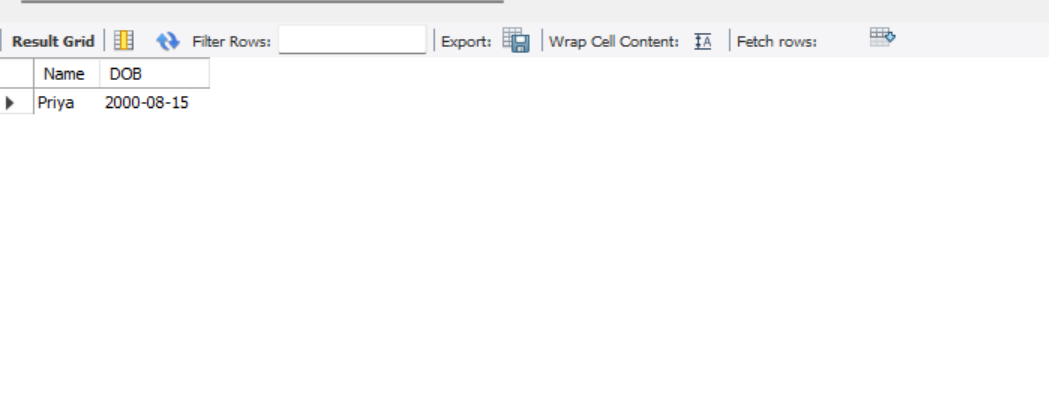 Result Grid Filter Rows: Export: Wrap Cell Content: Fetch rows:
Name DOB
Priya 2000-08-15